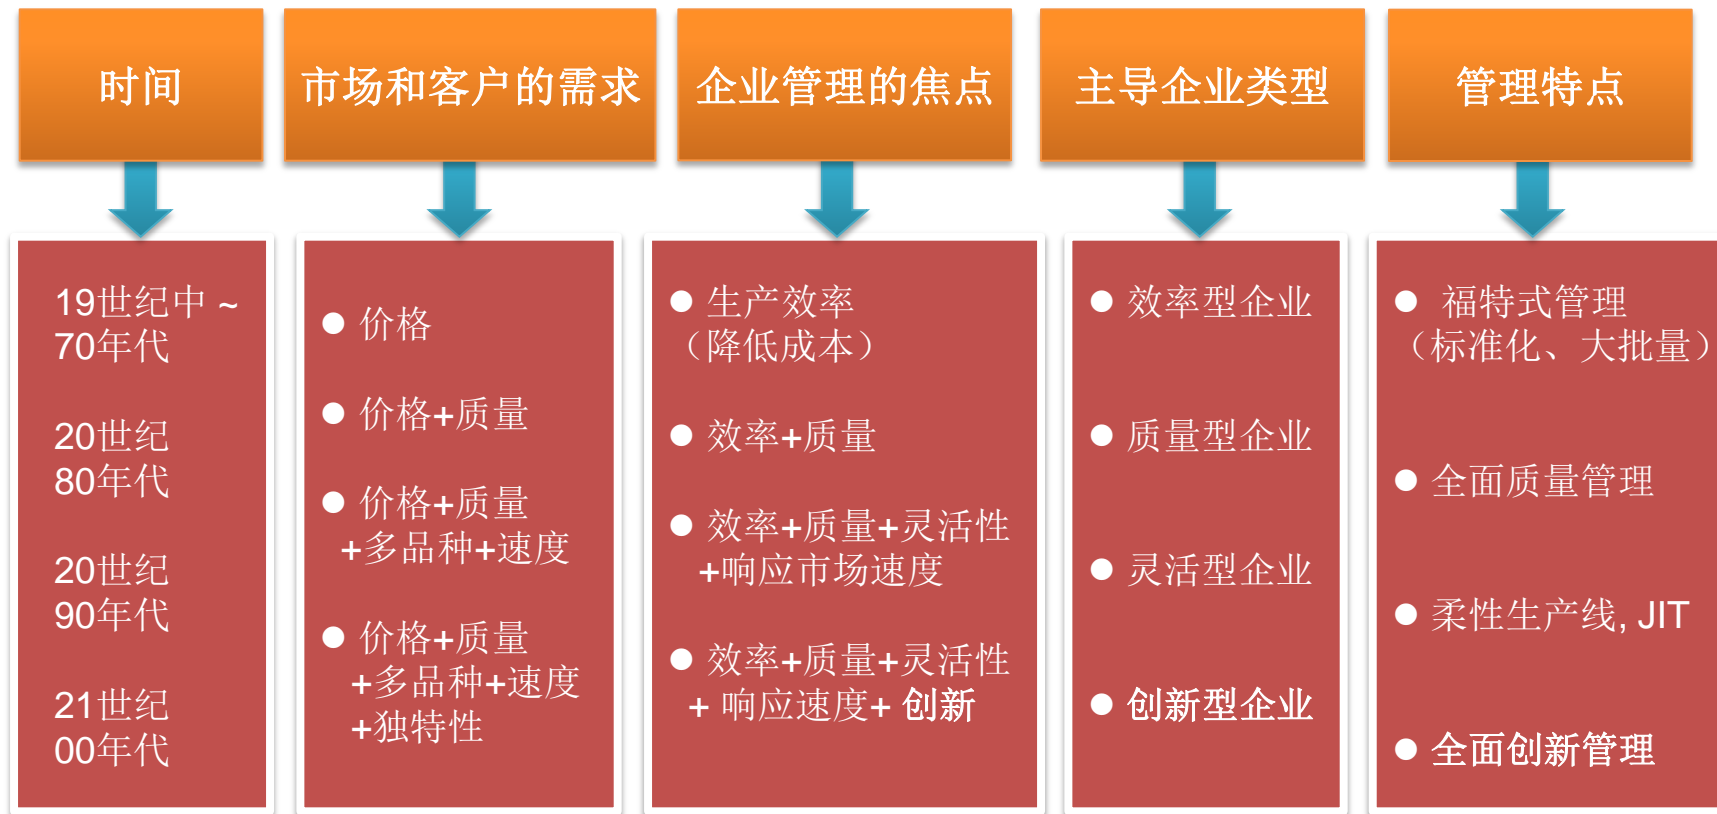 时间
市场和客户的需求
企业管理的焦点
主导企业类型
管理特点
19世纪中 ~
70年代
20世纪
80年代
20世纪
90年代
21世纪
00年代
● 价格
● 价格+质量
● 价格+质量
+多品种+速度
● 价格+质量
+多品种+速度
+独特性
● 生产效率
（降低成本）
● 效率+质量
● 效率+质量+灵活性
+响应市场速度
● 效率+质量+灵活性
+ 响应速度+ 创新
● 效率型企业
● 质量型企业
● 灵活型企业
● 创新型企业
● 福特式管理
（标准化、大批量）
● 全面质量管理
● 柔性生产线, JIT
● 全面创新管理